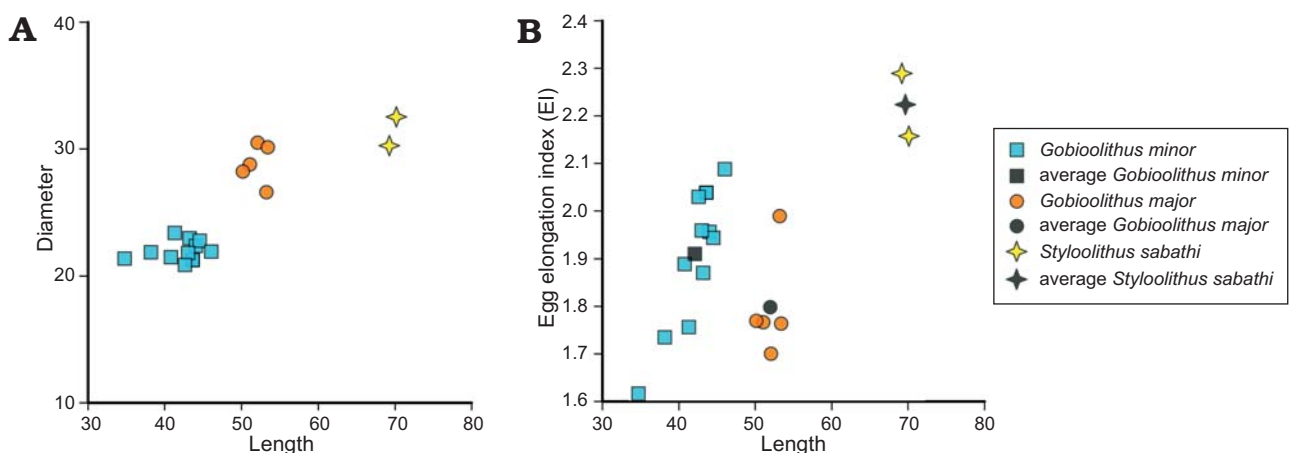 A
40
30
20
10
Diameter
30 40 50 60 70 80
Length
B
2.4
2.3
2.2
2.1
2.0
1.9
1.8
1.7
1.6
Egg elongation index (EI)
30 40 50 60 70 80
Length
Gobioolithus minor
average Gobioolithus minor
Gobioolithus major
average Gobioolithus major
Styloolithus sabathi
average Styloolithus sabathi